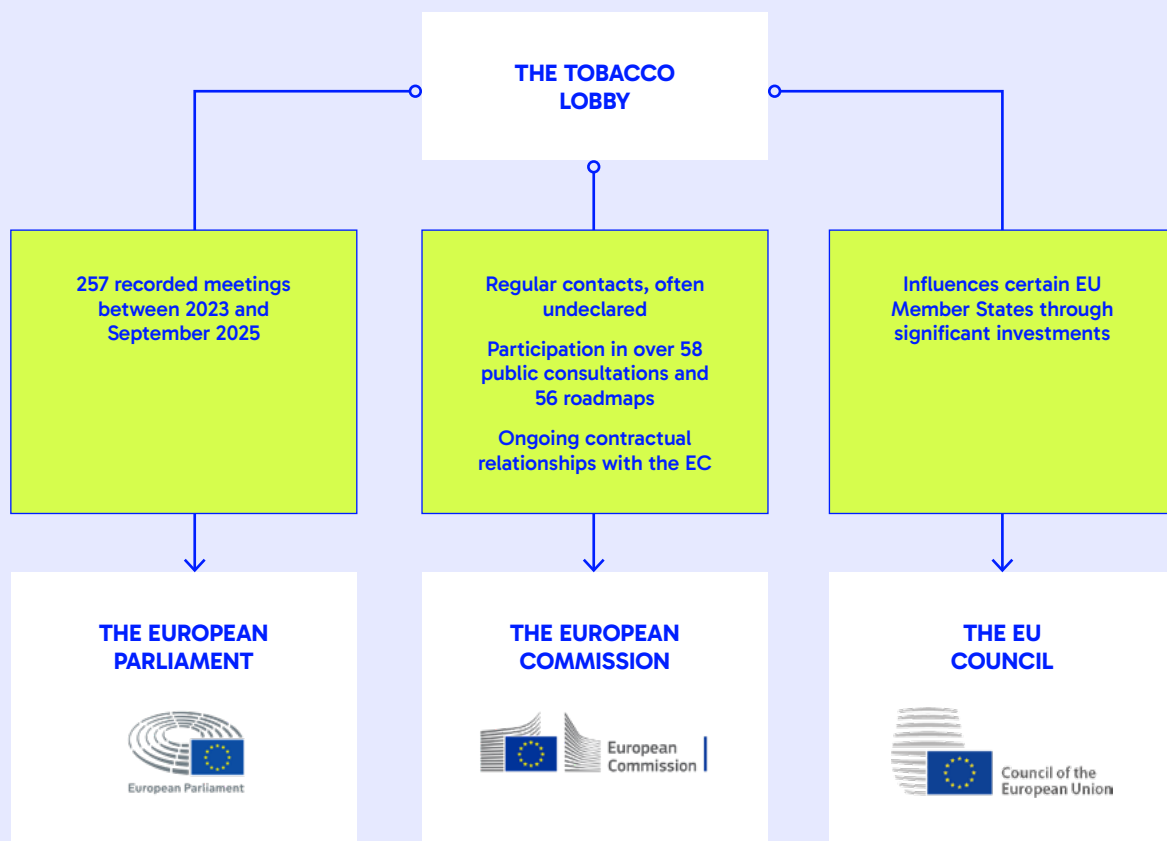 THE TOBACCO
LOBBY
257 recorded meetings
between 2023 and
September 2025
Regular contacts, often
undeclared
Participation in over 58
public consultations and
56 roadmaps
Ongoing contractual
relationships with the EC
Influences certain EU
Member States through
significant investments
THE EUROPEAN
PARLIAMENT
European Parliament
THE EUROPEAN
COMMISSION
European
Commission
THE EU
COUNCIL
Council of the
European Union